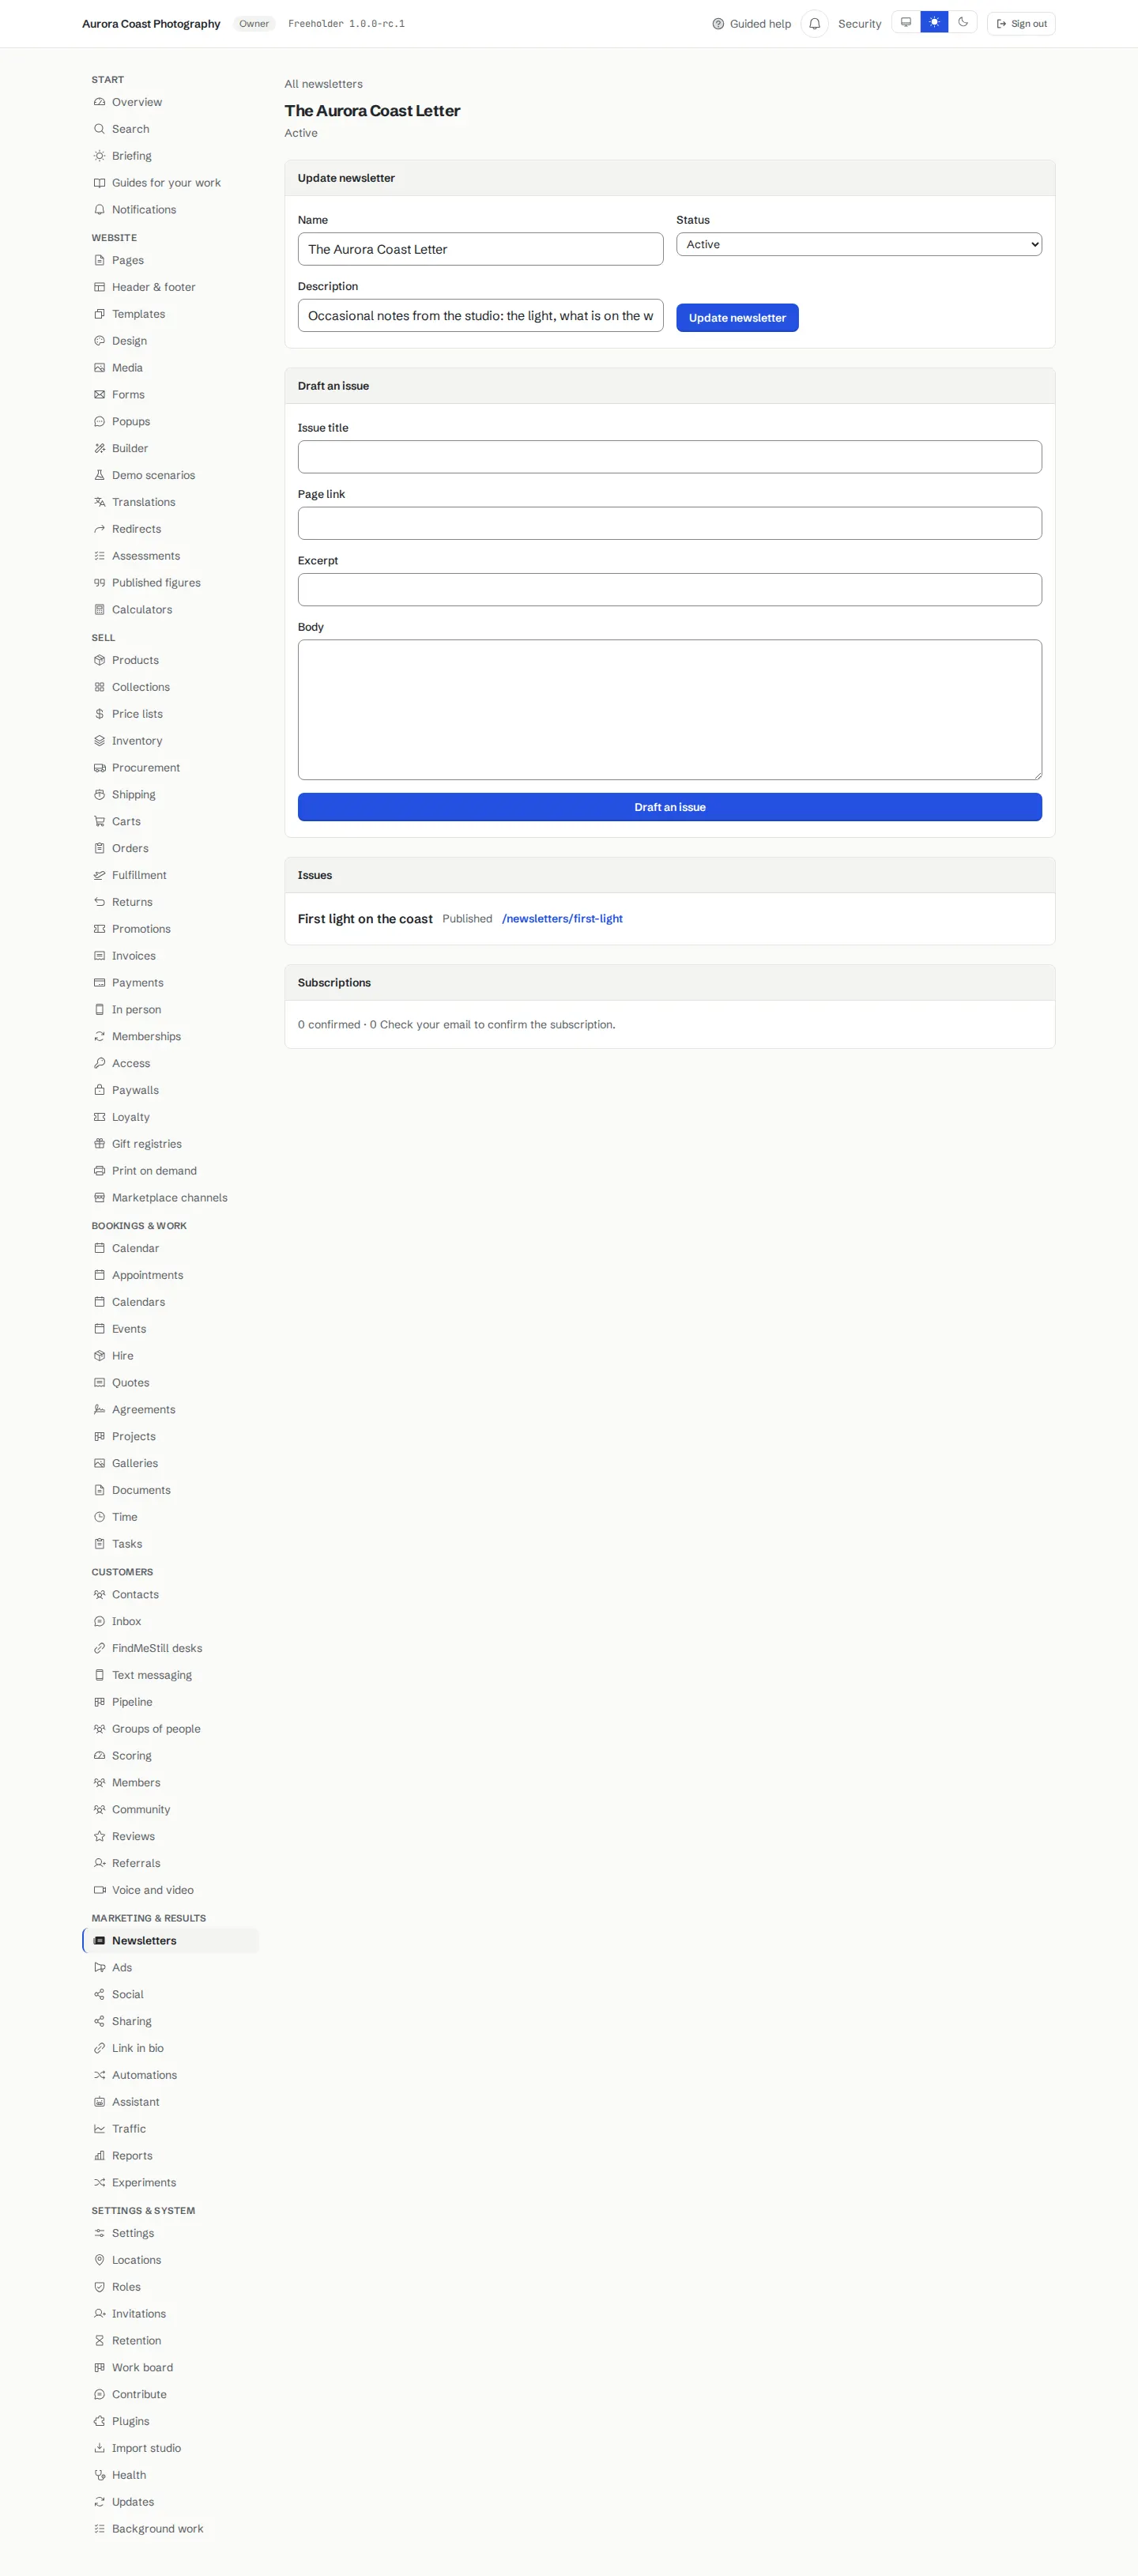 Aurora Coast Photography Owner Freeholder 1.0.0-rc.1 Guided help Security Sign out
START
Overview
Search
Briefing
Guides for your work
Notifications
WEBSITE
Pages
Header & footer
Templates
Design
Media
Forms
Popups
Builder
Demo scenarios
Translations
Redirects
Assessments
Published figures
Calculators
SELL
Products
Collections
Price lists
Inventory
Procurement
Shipping
Carts
Orders
Fulfillment
Returns
Promotions
Invoices
Payments
In person
Memberships
Access
Paywalls
Loyalty
Gift registries
Print on demand
Marketplace channels
BOOKINGS & WORK
Calendar
Appointments
Calendars
Events
Hire
Quotes
Agreements
Projects
Galleries
Documents
Time
Tasks
CUSTOMERS
Contacts
Inbox
FindMeStill desks
Text messaging
Pipeline
Groups of people
Scoring
Members
Community
Reviews
Referrals
Voice and video
MARKETING & RESULTS
Newsletters
Ads
Social
Sharing
Link in bio
Automations
Assistant
Traffic
Reports
Experiments
SETTINGS & SYSTEM
Settings
Locations
Roles
Invitations
Retention
Work board
Contribute
Plugins
Import studio
Health
Updates
Background work
All newsletters
The Aurora Coast Letter
Active
Update newsletter
Name
The Aurora Coast Letter
Status
Active
Description
Occasional notes from the studio: the light, what is on the w
Update newsletter
Draft an issue
Issue title
Page link
Excerpt
Body
Draft an issue
Issues
First light on the coast Published /newsletters/first-light
Subscriptions
0 confirmed · 0 Check your email to confirm the subscription.